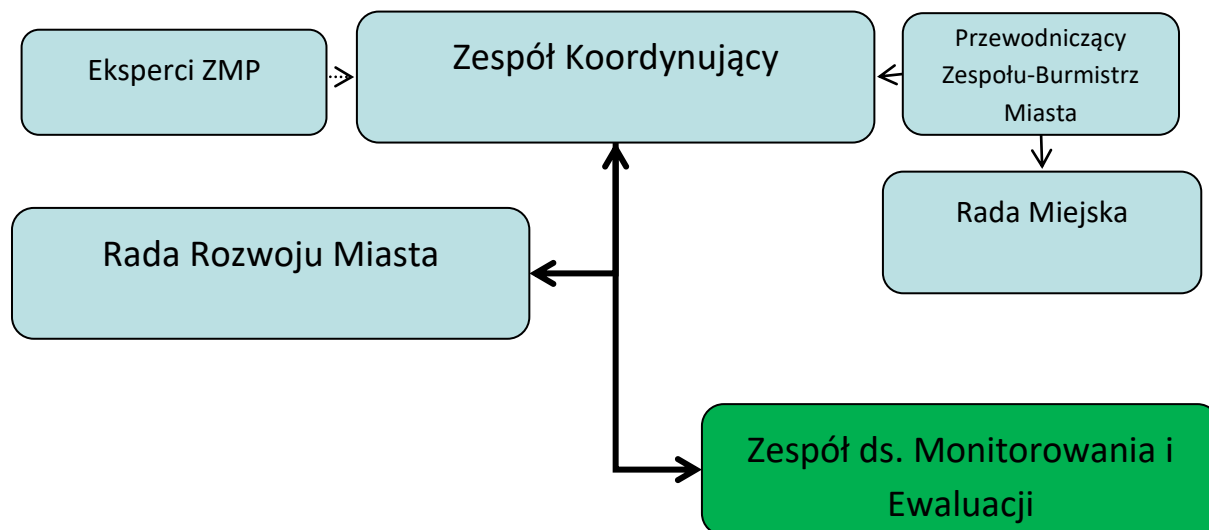 Eksperci ZMP
Zespół Koordynujący
Przewodniczący
Zespołu-Burmistrz
Miasta
Rada Miejska
Rada Rozwoju Miasta
Zespół ds. Monitorowania i
Ewaluacji